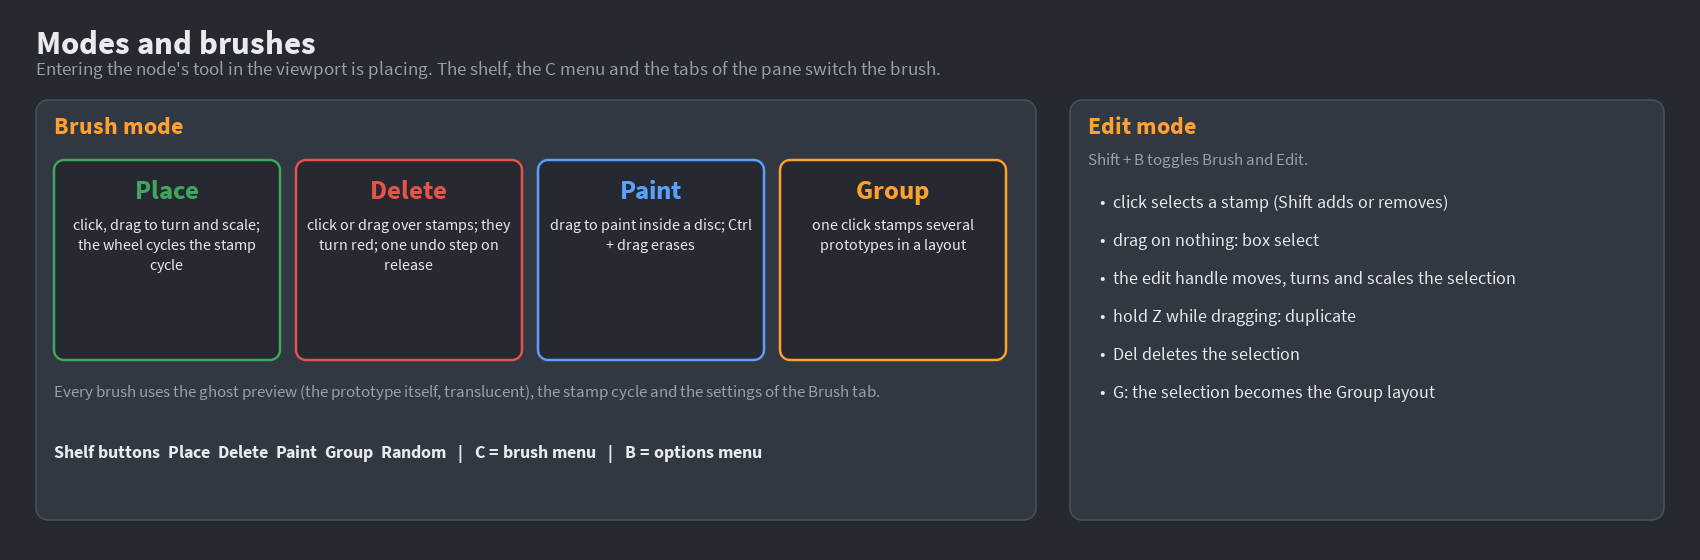 Modes and brushes
Entering the node's tool in the viewport is placing. The shelf, the C menu and the tabs of the pane switch the brush.
Brush mode
Place
click, drag to turn and scale;
the wheel cycles the stamp
cycle
Delete
click or drag over stamps; they
turn red; one undo step on
release
Paint
drag to paint inside a disc; Ctrl
+ drag erases
Group
one click stamps several
prototypes in a layout
Every brush uses the ghost preview (the prototype itself, translucent), the stamp cycle and the settings of the Brush tab.
Shelf buttons Place Delete Paint Group Random | C = brush menu | B = options menu
Edit mode
Shift + B toggles Brush and Edit.
• click selects a stamp (Shift adds or removes)
• drag on nothing: box select
• the edit handle moves, turns and scales the selection
• hold Z while dragging: duplicate
• Del deletes the selection
• G: the selection becomes the Group layout